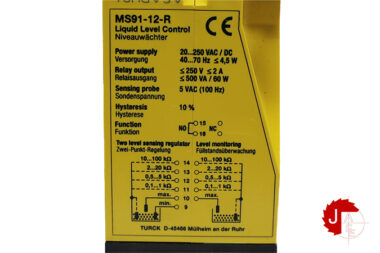 MS91-12-R
Liquid Level Control
Niveauwächter
Power supply 20...250 VAC / DC
Versorgung 40...70 Hz ≤ 4,5 W
Relay output ≤ 250 V ≤ 2 A
Relaisausgang ≤ 500 VA / 60 W
Sensing probe 5 VAC (100 Hz)
Sondenspannung
Hysteresis 10 %
Hysterese
Function NO 15 NC
Funktion 16
Two level sensing regulator Level monitoring
Zwei-Punkt-Regelung Füllstandsüberwachung
10...100 kΩ 14 10...100 kΩ
2...20 kΩ 13 2...20 kΩ
0,5...5 kΩ 12 0,5...5 kΩ
0,1...1 kΩ 11 0,1...1 kΩ
max. 10 max.
min. 9
TURCK D-45466 Mülheim an der Ruhr